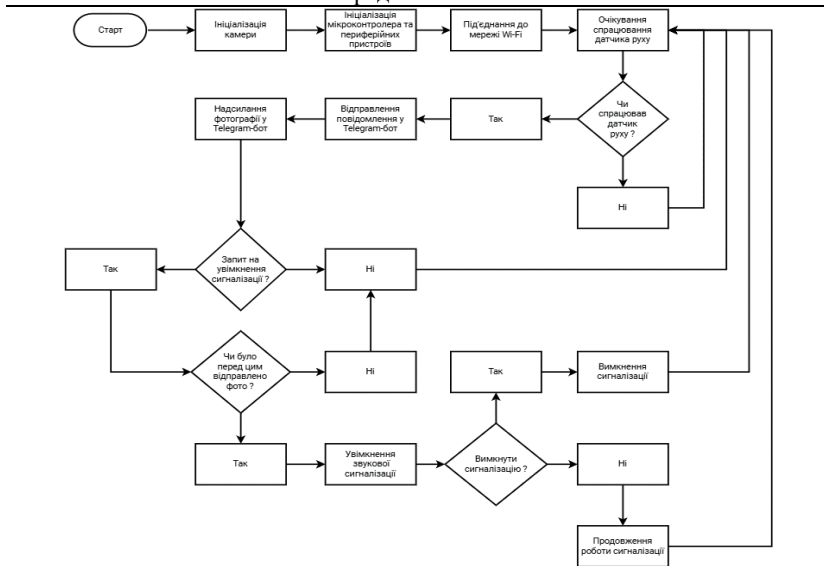 Старт
Ініціалізація
камери
Ініціалізація
мікроконтролера та
периферійних
пристроїв
Під'єднання до
мережі Wi-Fi
Очікування
спрацювання
датчика руху
Надсилання
фотографії у
Telegram-бот
Відправлення
повідомлення у
Telegram-бот
Так
Чи
спрацював
датчик
руху ?
Ні
Так
Запит на
увімкнення
сигналізації ?
Ні
Чи було
перед цим
відправлено
фото ?
Ні
Так
Вимкнення
сигналізації
Так
Увімкнення
звукової
сигналізації
Вимкнути
сигналізацію ?
Ні
Продовження
роботи сигналізації